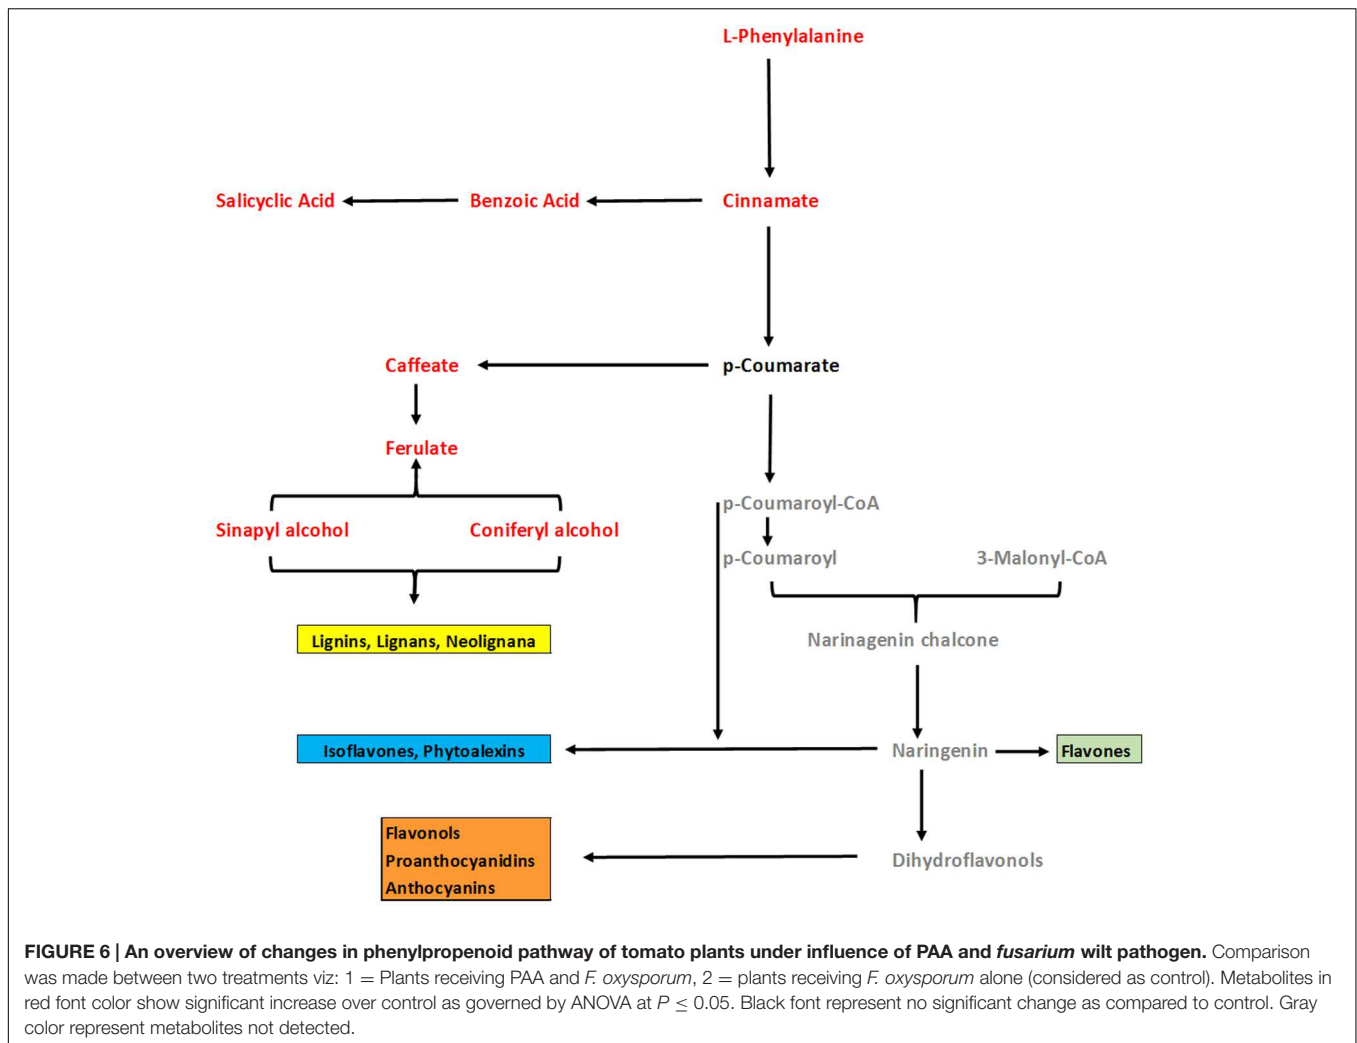 L-Phenylalanine
Salicyclic Acid
Benzoic Acid
Cinnamate
Caffeate
p-Coumarate
Ferulate
p-Coumaroyl-CoA
Sinapyl alcohol
Coniferyl alcohol
p-Coumaroyl
3-Malonyl-CoA
Lignins, Lignans, Neolignana
Narinagenin chalcone
Isoflavones, Phytoalexins
Naringenin
Flavones
Flavonols
Proanthocyanidins
Anthocyanins
Dihydroflavonols
FIGURE 6 | An overview of changes in phenylpropenoid pathway of tomato plants under influence of PAA and fusarium wilt pathogen. Comparison
was made between two treatments viz: 1 = Plants receiving PAA and F. oxysporum, 2 = plants receiving F. oxysporum alone (considered as control). Metabolites in
red font color show significant increase over control as governed by ANOVA at P ≤ 0.05. Black font represent no significant change as compared to control. Gray
color represent metabolites not detected.